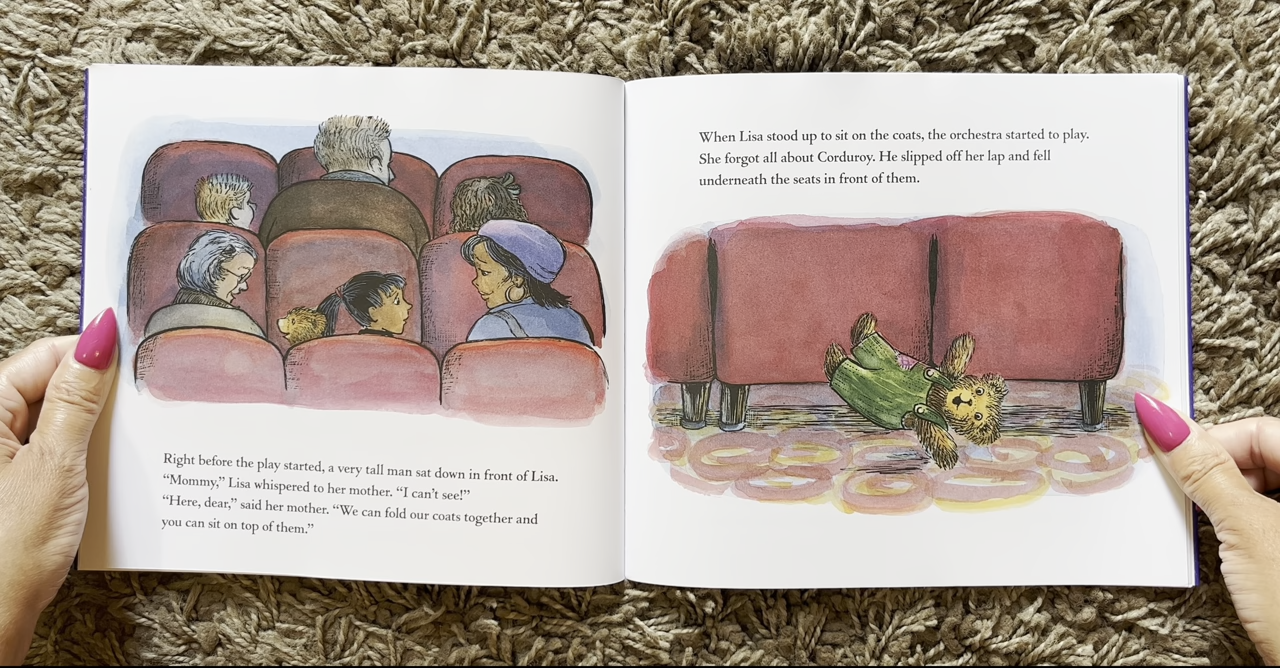 Right before the play started, a very tall man sat down in front of Lisa.
“Mommy,” Lisa whispered to her mother. “I can’t see!”
“Here, dear,” said her mother. “We can fold our coats together and
you can sit on top of them.”
When Lisa stood up to sit on the coats, the orchestra started to play.
She forgot all about Corduroy. He slipped off her lap and fell
underneath the seats in front of them.